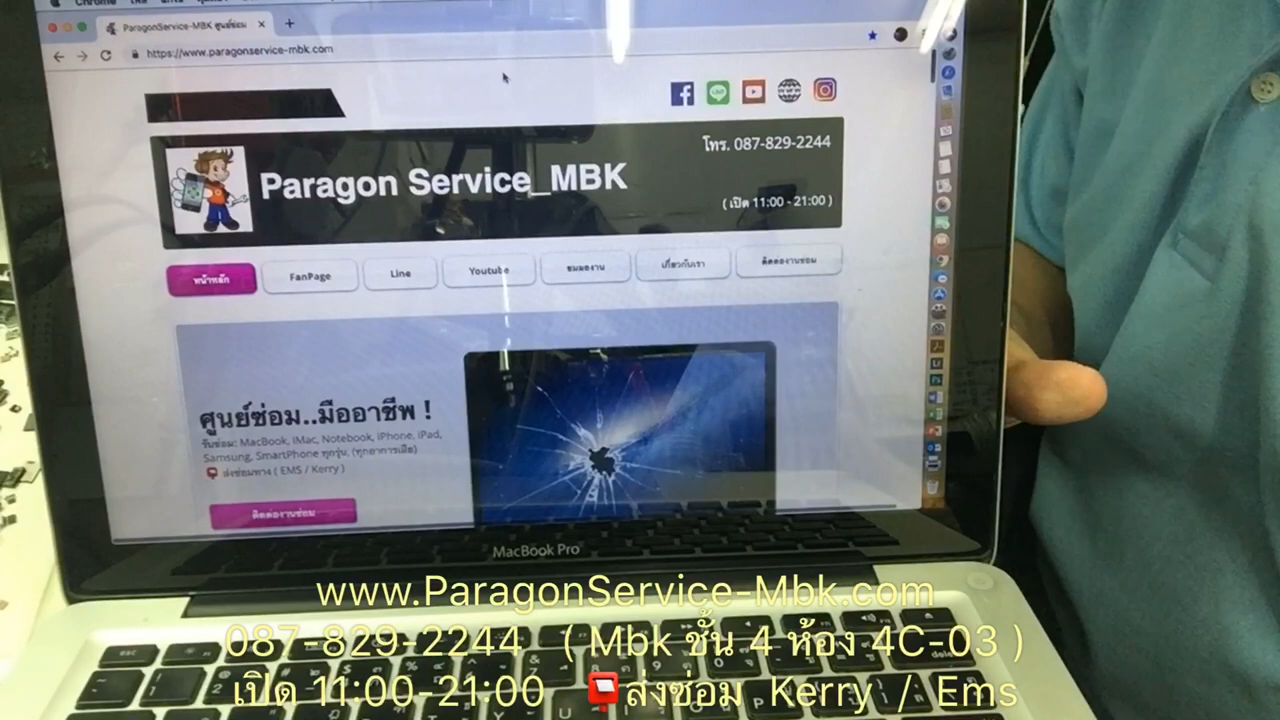 Chrome
ParagonService-MBK ศูนย์ซ่อม
https://www.paragonservice-mbk.com
LINE
โทร. 087-829-2244
Paragon Service_MBK
( เปิด 11:00 - 21:00 )
หน้าหลัก FanPage Line Youtube ชมผลงาน เกี่ยวกับเรา ติดต่องานซ่อม
ศูนย์ซ่อม..มืออาชีพ !
รับซ่อม: MacBook, iMac, Notebook, iPhone, iPad,
Samsung, SmartPhone ทุกรุ่น, (ทุกอาการเสีย)
📮 ส่งซ่อมทาง ( EMS / Kerry )
ติดต่องานซ่อม
MacBook Pro
www.ParagonService-Mbk.com
087-829-2244 ( Mbk ชั้น 4 ห้อง 4C-03 )
เปิด 11:00-21:00 📮ส่งซ่อม Kerry / Ems
esc